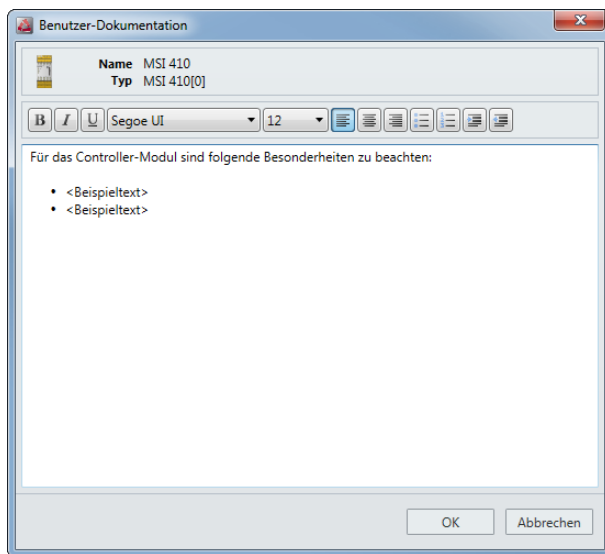 Benutzer-Dokumentation
Name MSI 410
Typ MSI 410[0]
B I U Segoe UI 12
Für das Controller-Modul sind folgende Besonderheiten zu beachten:
• <Beispieltext>
• <Beispieltext>
OK Abbrechen